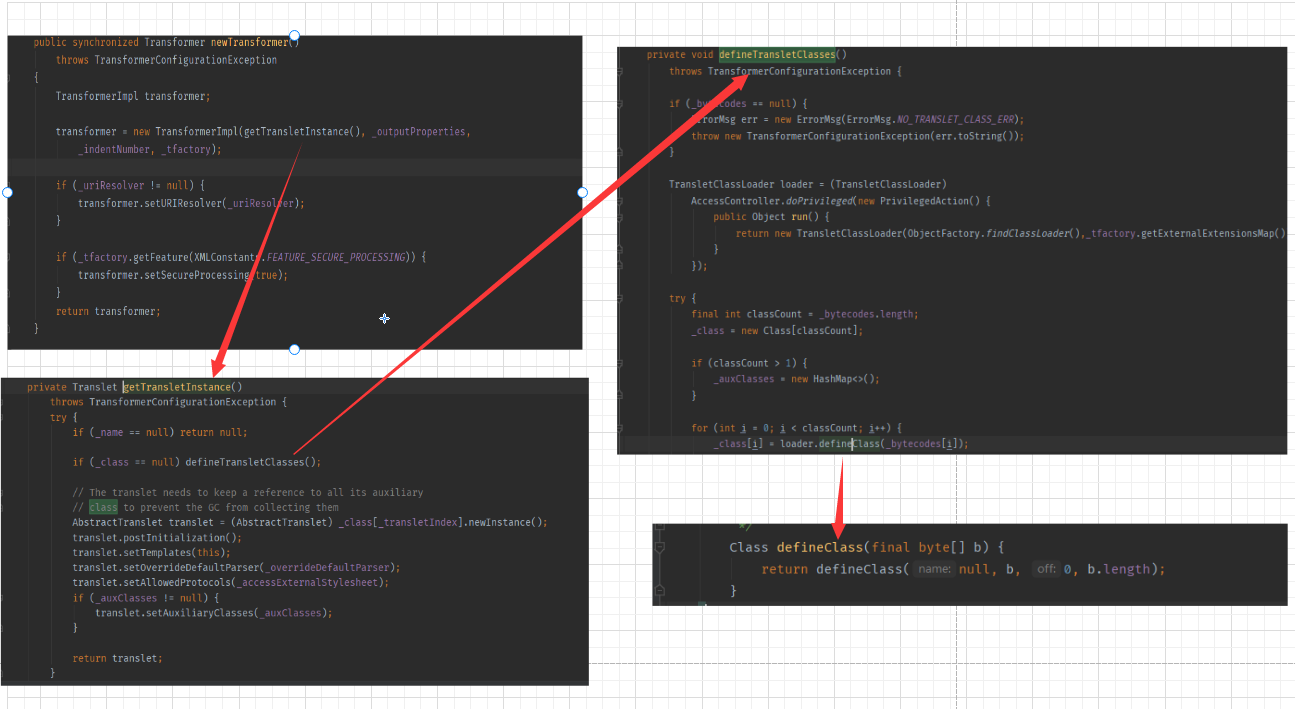 public synchronized Transformer newTransformer()
throws TransformerConfigurationException
{
TransformerImpl transformer;
transformer = new TransformerImpl(getTransletInstance(), _outputProperties,
_indentNumber, _tfactory);
if (_uriResolver != null) {
transformer.setURIResolver(_uriResolver);
}
if (_tfactory.getFeature(XMLConstants.FEATURE_SECURE_PROCESSING)) {
transformer.setSecureProcessing(true);
}
return transformer;
}
private Translet getTransletInstance()
throws TransformerConfigurationException {
try {
if (_name == null) return null;
if (_class == null) defineTransletClasses();
// The translet needs to keep a reference to all its auxiliary
// class to prevent the GC from collecting them
AbstractTranslet translet = (AbstractTranslet) _class[_transletIndex].newInstance();
translet.postInitialization();
translet.setTemplates(this);
translet.setOverrideDefaultParser(_overrideDefaultParser);
translet.setAllowedProtocols(_accessExternalStylesheet);
if (_auxClasses != null) {
translet.setAuxiliaryClasses(_auxClasses);
}
return translet;
}
private void defineTransletClasses()
throws TransformerConfigurationException {
if (_bytecodes == null) {
ErrorMsg err = new ErrorMsg(ErrorMsg.NO_TRANSLET_CLASS_ERR);
throw new TransformerConfigurationException(err.toString());
}
TransletClassLoader loader = (TransletClassLoader)
AccessController.doPrivileged(new PrivilegedAction() {
public Object run() {
return new TransletClassLoader(ObjectFactory.findClassLoader(),_tfactory.getExternalExtensionsMap()
}
});
try {
final int classCount = _bytecodes.length;
_class = new Class[classCount];
if (classCount > 1) {
_auxClasses = new HashMap<>();
}
for (int i = 0; i < classCount; i++) {
_class[i] = loader.defineClass(_bytecodes[i]);
*/
Class defineClass(final byte[] b) {
return defineClass( name: null, b, off: 0, b.length);
}